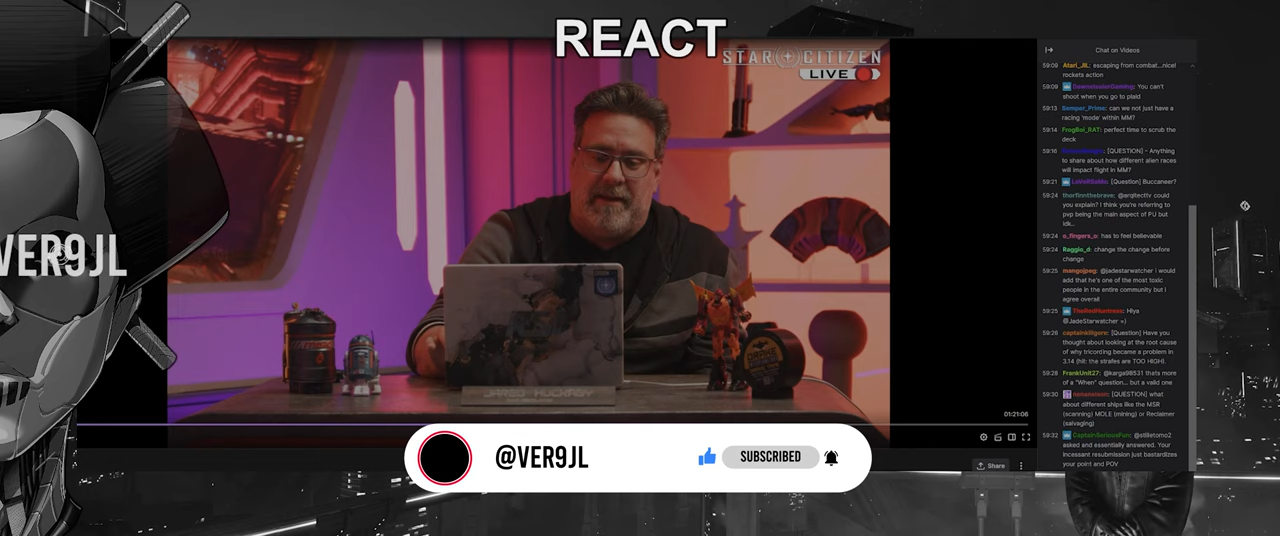 REACT
STAR CITIZEN
LIVE
VER9JL
JARED HUCKABY
01:21:06
@VER9JL
SUBSCRIBED
Share
Chat on Videos
59:09 Atari_JIL: escaping from combat...nice!
rockets action
59:09
You can't
shoot when you go to plaid
59:13 Semper_Prime: can we not just have a
racing 'mode' within MM?
59:14 FrogBoi_RAT: perfect time to scrub the
deck
59:16 [QUESTION] - Anything
to share about how different alien races
will impact flight in MM?
59:21 [Question] Buccaneer?
59:24 thorfinnthebrave: could
you explain? I think you're referring to
pvp being the main aspect of PU but
idk...
59:24 o_fingers_o: has to feel believable
59:24 Raggio_d: change the change before
change
59:25 mangojpeg: @jadestarwatcher i would
add that he's one of the most toxic
people in the entire community but I
agree overall
59:25 TheRedHuntress: Hiya
@JadeStarwatcher =)
59:26 captainkillgore: [Question] Have you
thought about looking at the root cause
of why tricording became a problem in
3.14 (hit: the strafes are TOO HIGH).
59:28 FrankUnit27: @karga98531 thats more
of a "When" question... but a valid one
59:30 [QUESTION] what
about different ships like the MSR
(scanning) MOLE (mining) or Reclaimer
(salvaging)
59:32 CaptainSeriousFun: @stilletomo2
asked and essentially answered. Your
incessant resubmission just bastardizes
your point and POV